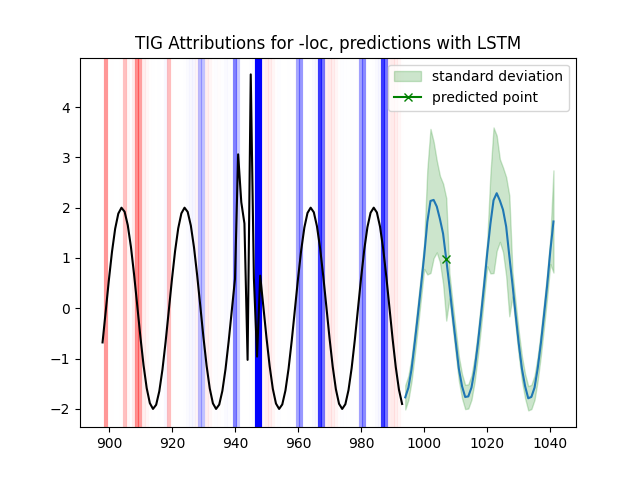 TIG Attributions for -loc, predictions with LSTM
standard deviation
predicted point
4
3
2
1
0
−1
−2
900 920 940 960 980 1000 1020 1040